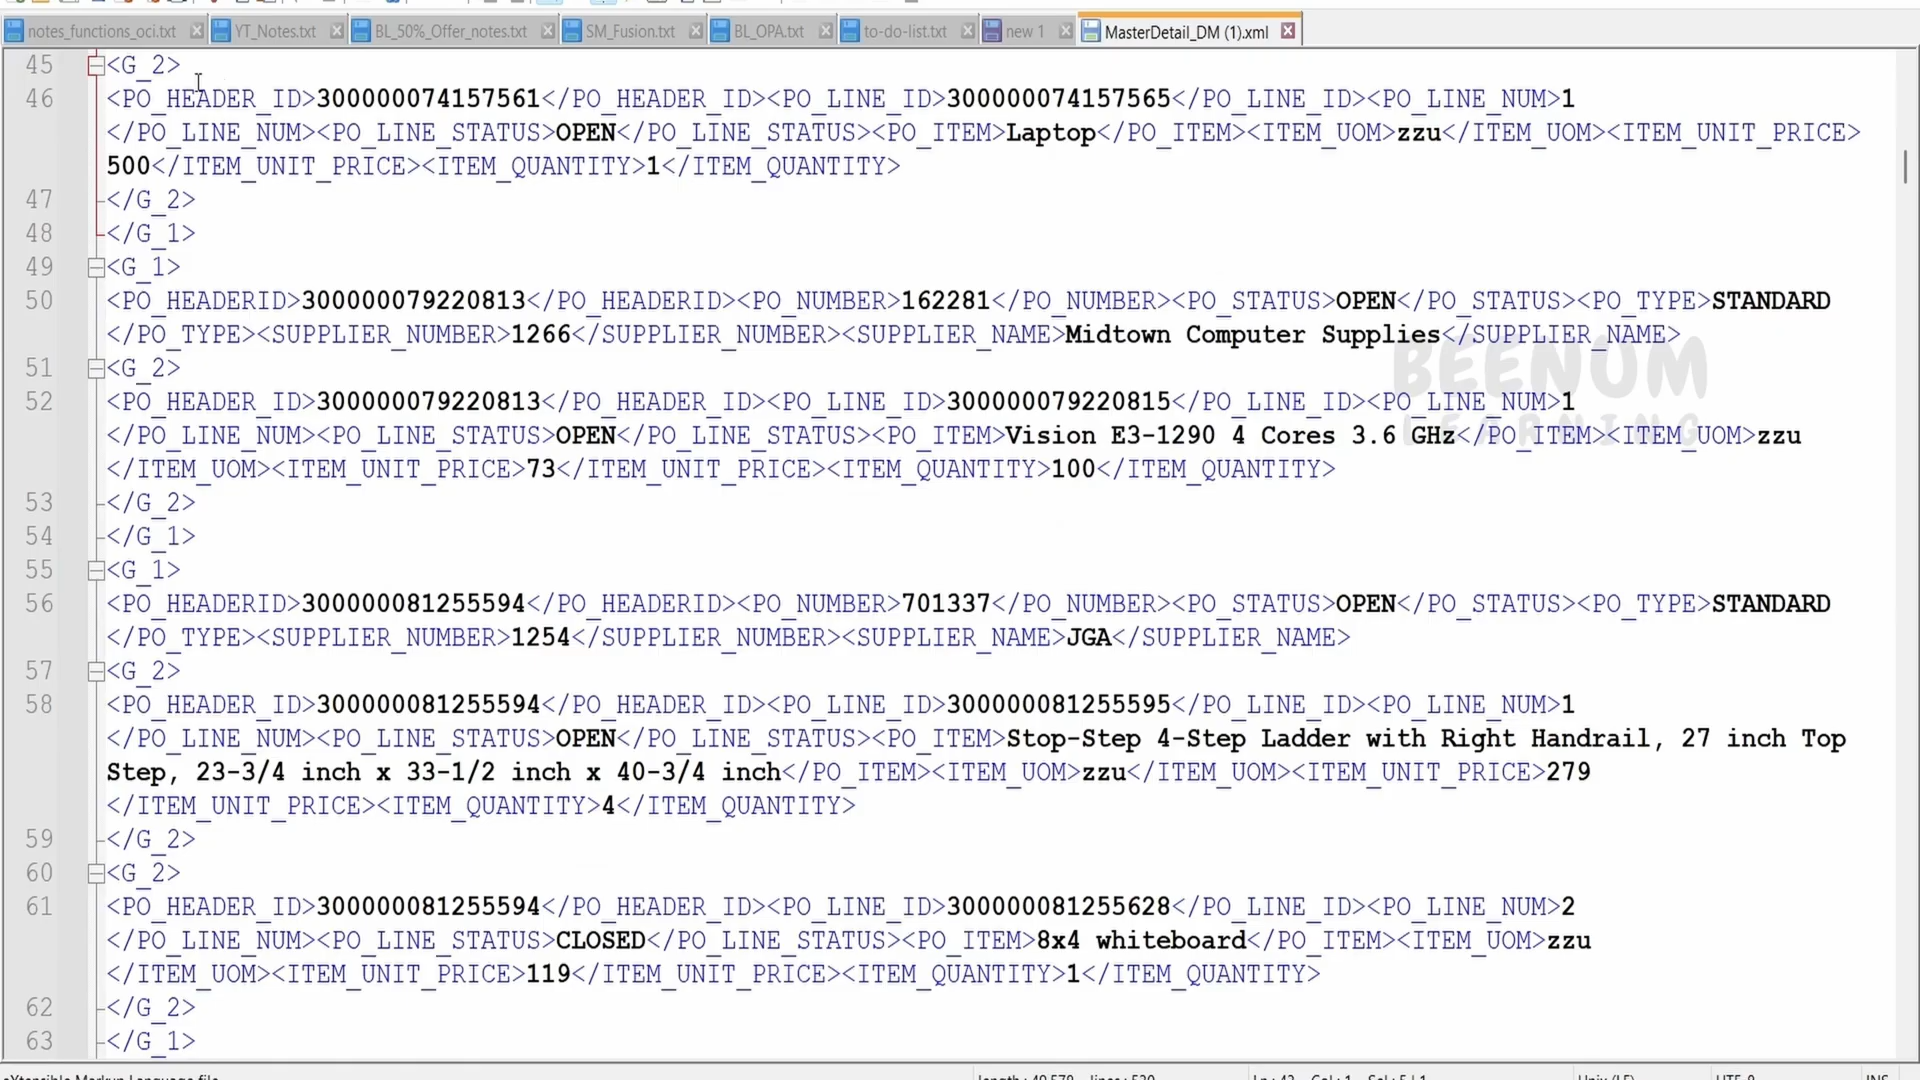 notes_functions_oci.txt YT_Notes.txt BL_50%_Offer_notes.txt SM_Fusion.txt BL_OPA.txt to-do-list.txt new 1 MasterDetail_DM (1).xml
45 <G_2>
46 <PO_HEADER_ID>300000074157561</PO_HEADER_ID><PO_LINE_ID>300000074157565</PO_LINE_ID><PO_LINE_NUM>1
</PO_LINE_NUM><PO_LINE_STATUS>OPEN</PO_LINE_STATUS><PO_ITEM>Laptop</PO_ITEM><ITEM_UOM>zzu</ITEM_UOM><ITEM_UNIT_PRICE>
500</ITEM_UNIT_PRICE><ITEM_QUANTITY>1</ITEM_QUANTITY>
47 </G_2>
48 </G_1>
49 <G_1>
50 <PO_HEADERID>300000079220813</PO_HEADERID><PO_NUMBER>162281</PO_NUMBER><PO_STATUS>OPEN</PO_STATUS><PO_TYPE>STANDARD
</PO_TYPE><SUPPLIER_NUMBER>1266</SUPPLIER_NUMBER><SUPPLIER_NAME>Midtown Computer Supplies</SUPPLIER_NAME>
BEENUM
51 <G_2>
52 <PO_HEADER_ID>300000079220813</PO_HEADER_ID><PO_LINE_ID>300000079220815</PO_LINE_ID><PO_LINE_NUM>1
</PO_LINE_NUM><PO_LINE_STATUS>OPEN</PO_LINE_STATUS><PO_ITEM>Vision E3-1290 4 Cores 3.6 GHz</PO_ITEM><ITEM_UOM>zzu
LEARNING
</ITEM_UOM><ITEM_UNIT_PRICE>73</ITEM_UNIT_PRICE><ITEM_QUANTITY>100</ITEM_QUANTITY>
53 </G_2>
54 </G_1>
55 <G_1>
56 <PO_HEADERID>300000081255594</PO_HEADERID><PO_NUMBER>701337</PO_NUMBER><PO_STATUS>OPEN</PO_STATUS><PO_TYPE>STANDARD
</PO_TYPE><SUPPLIER_NUMBER>1254</SUPPLIER_NUMBER><SUPPLIER_NAME>JGA</SUPPLIER_NAME>
57 <G_2>
58 <PO_HEADER_ID>300000081255594</PO_HEADER_ID><PO_LINE_ID>300000081255595</PO_LINE_ID><PO_LINE_NUM>1
</PO_LINE_NUM><PO_LINE_STATUS>OPEN</PO_LINE_STATUS><PO_ITEM>Stop-Step 4-Step Ladder with Right Handrail, 27 inch Top
Step, 23-3/4 inch x 33-1/2 inch x 40-3/4 inch</PO_ITEM><ITEM_UOM>zzu</ITEM_UOM><ITEM_UNIT_PRICE>279
</ITEM_UNIT_PRICE><ITEM_QUANTITY>4</ITEM_QUANTITY>
59 </G_2>
60 <G_2>
61 <PO_HEADER_ID>300000081255594</PO_HEADER_ID><PO_LINE_ID>300000081255628</PO_LINE_ID><PO_LINE_NUM>2
</PO_LINE_NUM><PO_LINE_STATUS>CLOSED</PO_LINE_STATUS><PO_ITEM>8x4 whiteboard</PO_ITEM><ITEM_UOM>zzu
</ITEM_UOM><ITEM_UNIT_PRICE>119</ITEM_UNIT_PRICE><ITEM_QUANTITY>1</ITEM_QUANTITY>
62 </G_2>
63 </G_1>
eXtensible Markup Language file